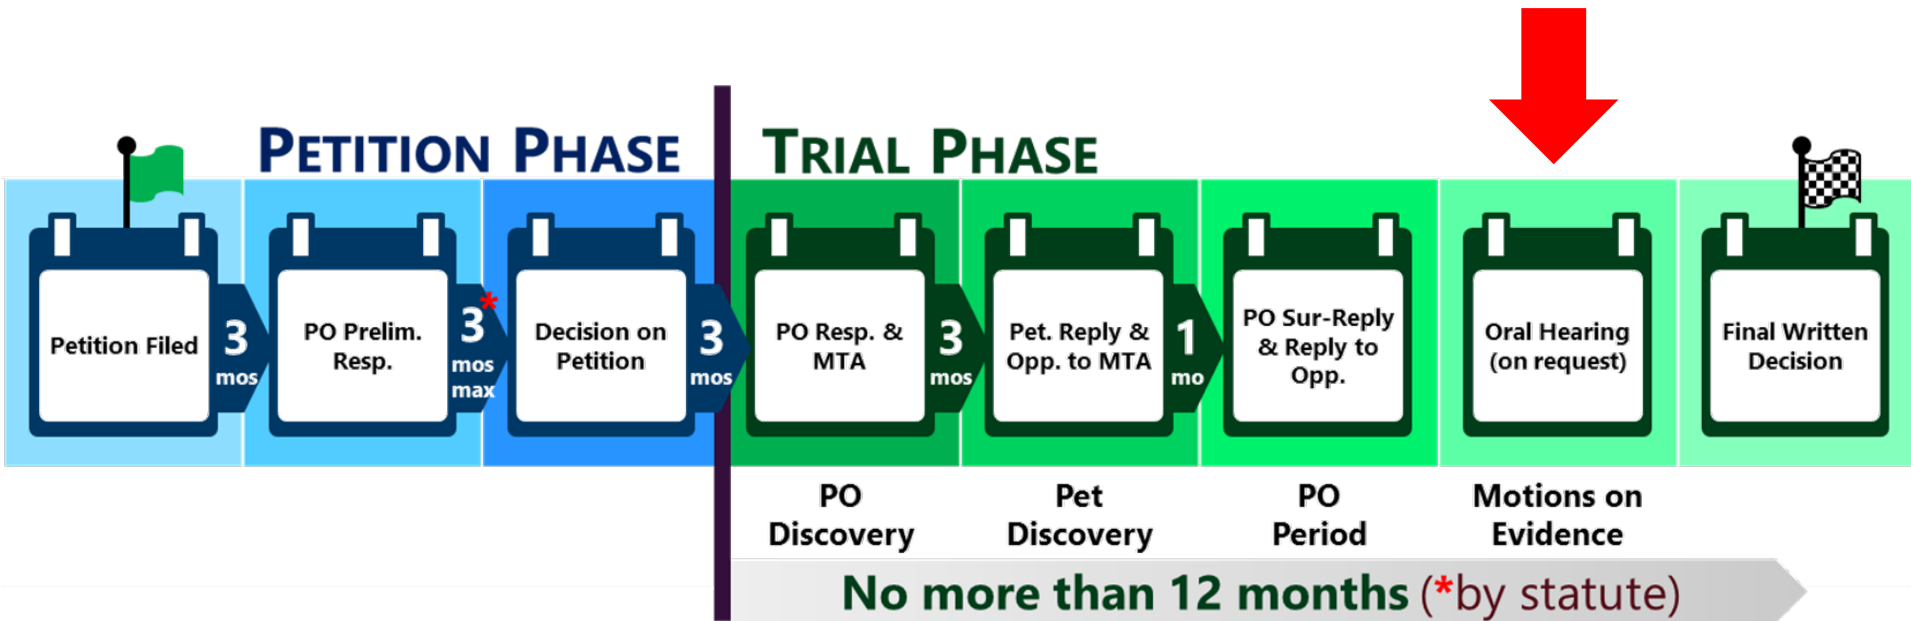 PETITION PHASE
TRIAL PHASE
Petition Filed
3
mos
PO Prelim.
Resp.
3*
mos
max
Decision on
Petition
3
mos
PO Resp. &
MTA
3
mos
Pet. Reply &
Opp. to MTA
1
mo
PO Sur-Reply
& Reply to
Opp.
Oral Hearing
(on request)
Final Written
Decision
PO
Discovery
Pet
Discovery
PO
Period
Motions on
Evidence
No more than 12 months (*by statute)